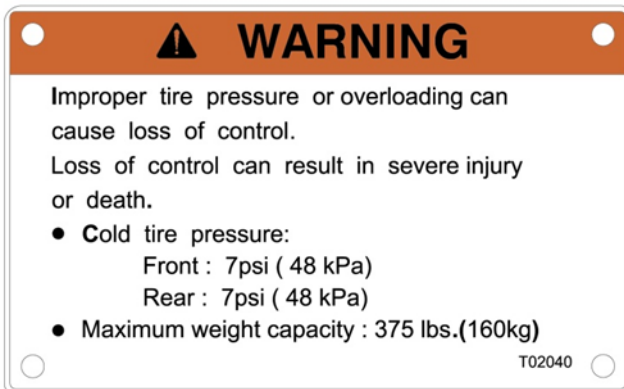 WARNING
Improper tire pressure or overloading can
cause loss of control.
Loss of control can result in severe injury
or death.
● Cold tire pressure:
Front : 7psi ( 48 kPa)
Rear : 7psi ( 48 kPa)
● Maximum weight capacity : 375 lbs.(160kg)
T02040